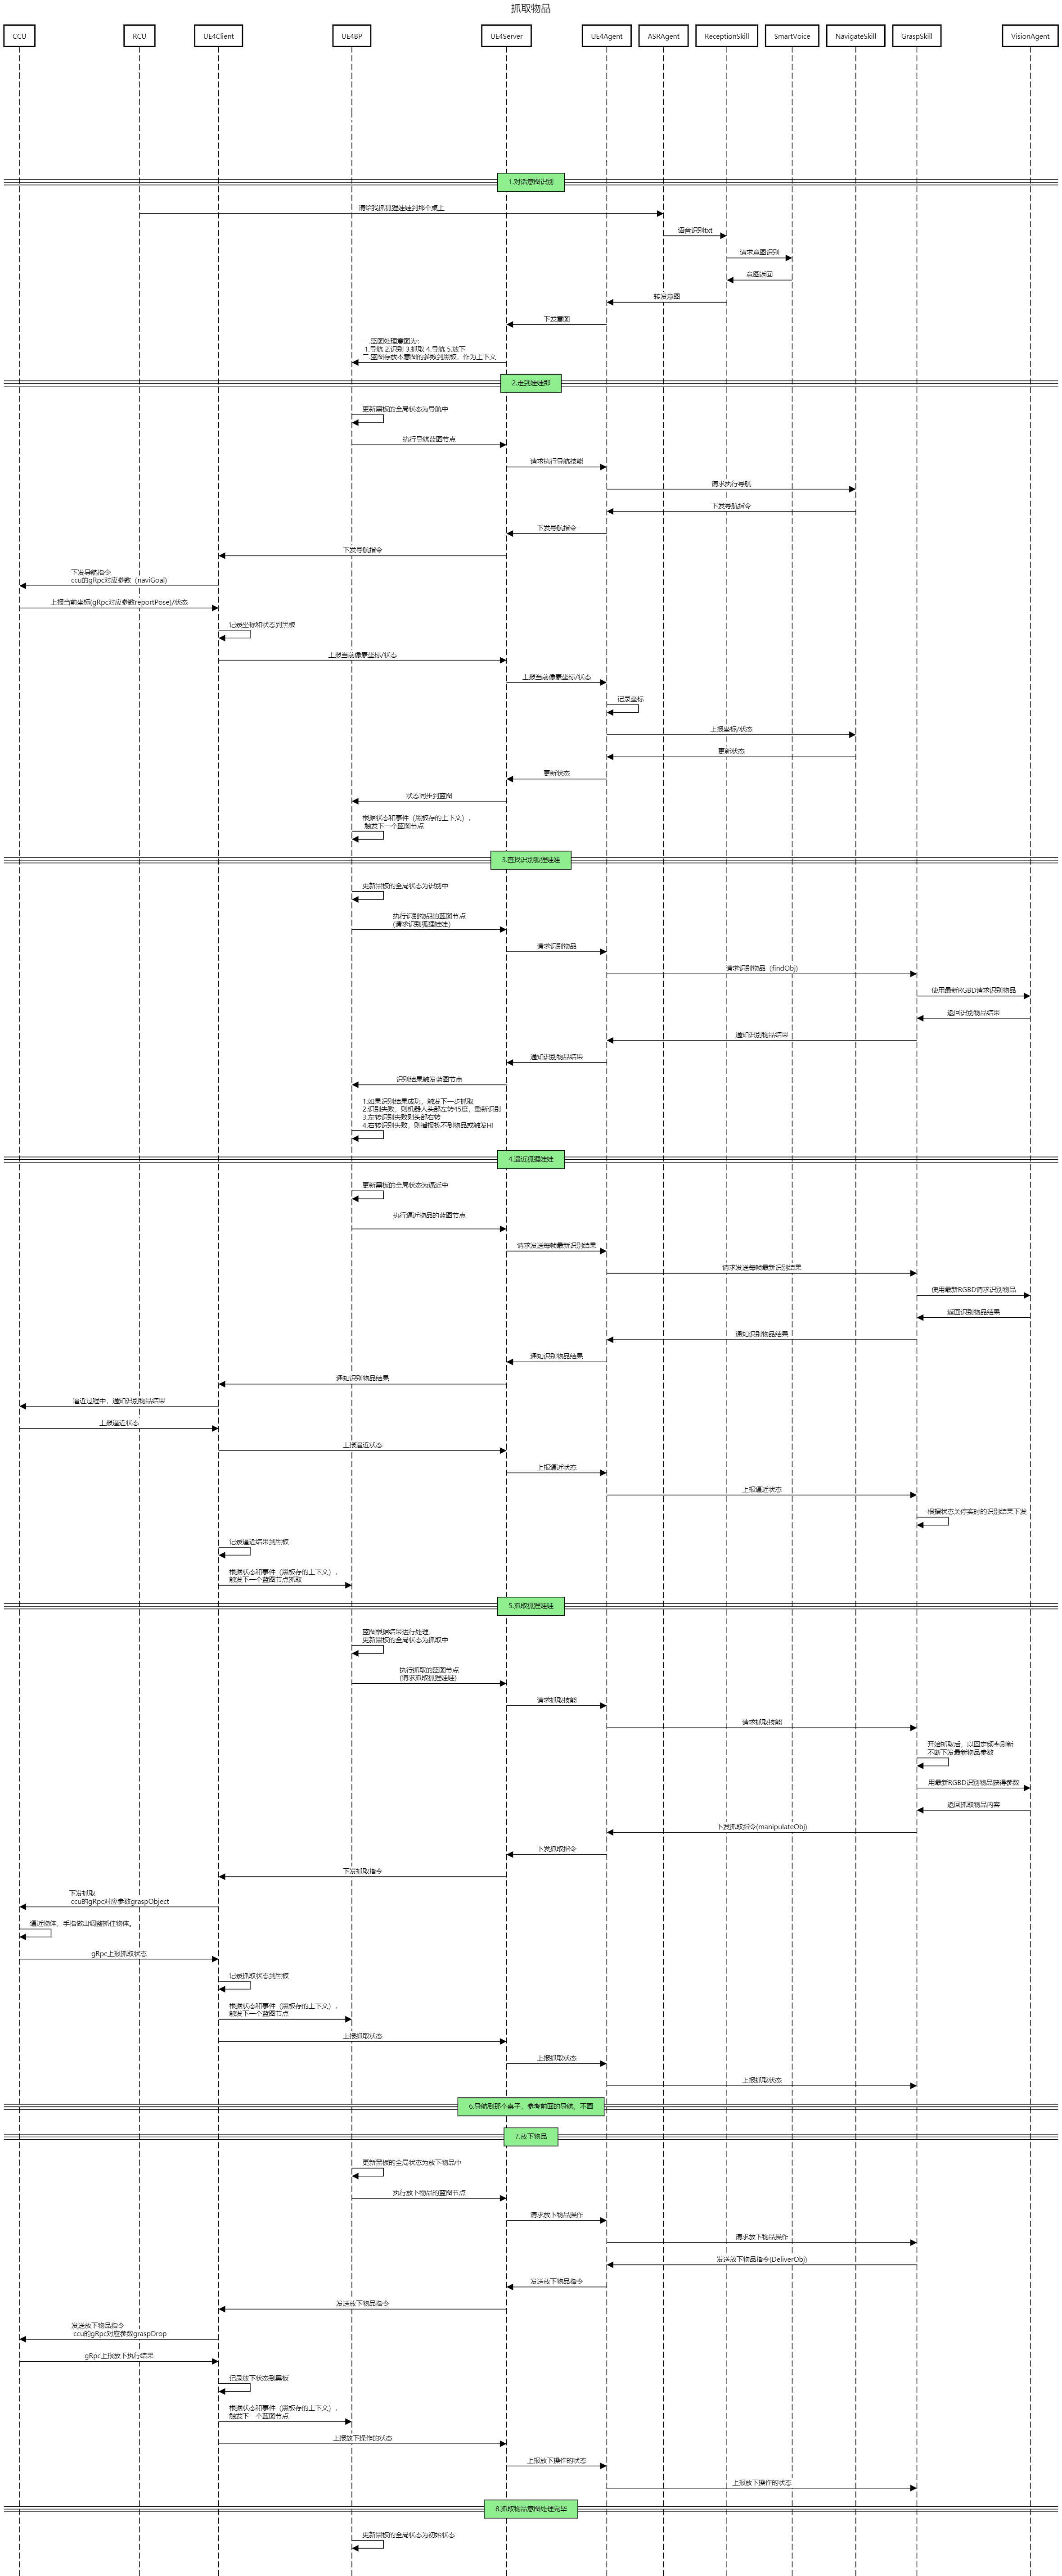 抓取物品
CCU
RCU
UE4Client
UE4BP
UE4Server
UE4Agent
ASRAgent
ReceptionSkill
SmartVoice
NavigateSkill
GraspSkill
VisionAgent
1.对话意图识别
请给我抓狐狸娃娃到那个桌上
语音识别txt
请求意图识别
意图返回
转发意图
下发意图
一.蓝图处理意图为：
1.导航 2.识别 3.抓取 4.导航 5.放下
二.蓝图存放本意图的参数到黑板，作为上下文
2.走到娃娃那
更新黑板的全局状态为导航中
执行导航蓝图节点
请求执行导航技能
请求执行导航
下发导航指令
下发导航指令
下发导航指令
下发导航指令
ccu的gRpc对应参数（naviGoal)
上报当前坐标(gRpc对应参数reportPose)/状态
记录坐标和状态到黑板
上报当前像素坐标/状态
上报当前像素坐标/状态
记录坐标
上报坐标/状态
更新状态
更新状态
状态同步到蓝图
根据状态和事件（黑板存的上下文），
触发下一个蓝图节点
3.查找识别狐狸娃娃
更新黑板的全局状态为识别中
执行识别物品的蓝图节点
(请求识别狐狸娃娃)
请求识别物品
请求识别物品（findObj)
使用最新RGBD请求识别物品
返回识别物品结果
通知识别物品结果
通知识别物品结果
识别结果触发蓝图节点
1.如果识别结果成功，触发下一步抓取
2.识别失败，则机器人头部左转45度，重新识别
3.左转识别失败则头部右转
4.右转识别失败，则播报找不到物品或触发HI
4.逼近狐狸娃娃
更新黑板的全局状态为逼近中
执行逼近物品的蓝图节点
请求发送每帧最新识别结果
请求发送每帧最新识别结果
使用最新RGBD请求识别物品
返回识别物品结果
通知识别物品结果
通知识别物品结果
通知识别物品结果
逼近过程中，通知识别物品结果
上报逼近状态
上报逼近状态
上报逼近状态
上报逼近状态
根据状态关停实时的识别结果下发
记录逼近结果到黑板
根据状态和事件（黑板存的上下文），
触发下一个蓝图节点抓取
5.抓取狐狸娃娃
蓝图根据结果进行处理，
更新黑板的全局状态为抓取中
执行抓取的蓝图节点
(请求抓取狐狸娃娃)
请求抓取技能
请求抓取技能
开始抓取后，以固定频率刷新
不断下发最新物品参数
用最新RGBD识别物品获得参数
返回抓取物品内容
下发抓取指令(manipulateObj)
下发抓取指令
下发抓取指令
下发抓取
ccu的gRpc对应参数graspObject
逼近物体，手指做出调整抓住物体。
gRpc上报抓取状态
记录抓取状态到黑板
根据状态和事件（黑板存的上下文），
触发下一个蓝图节点
上报抓取状态
上报抓取状态
上报抓取状态
6.导航到那个桌子，参考前面的导航，不画
7.放下物品
更新黑板的全局状态为放下物品中
执行放下物品的蓝图节点
请求放下物品操作
请求放下物品操作
发送放下物品指令(DeliverObj)
发送放下物品指令
发送放下物品指令
发送放下物品指令
ccu的gRpc对应参数graspDrop
gRpc上报放下执行结果
记录放下状态到黑板
根据状态和事件（黑板存的上下文），
触发下一个蓝图节点
上报放下操作的状态
上报放下操作的状态
上报放下操作的状态
8.抓取物品意图处理完毕
更新黑板的全局状态为初始状态